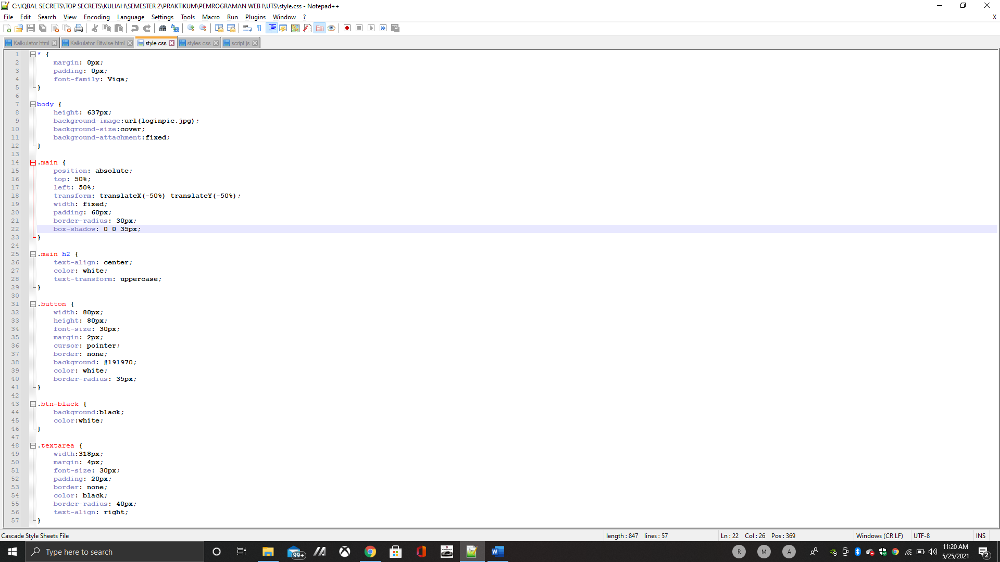 C:\IQBAL SECRETS\TOP SECRETS\KULIAH\SEMESTER 2\PRAKTIKUM\PEMROGRAMAN WEB I\UTS\style.css - Notepad++
File Edit Search View Encoding Language Settings Tools Macro Run Plugins Window ? X
Kalkulator.html Kalkulator Bitwise.html style.css styles.css script.js
1 * {
2 margin: 0px;
3 padding: 0px;
4 font-family: Viga;
5 }
6
7 body {
8 height: 637px;
9 background-image:url(loginpic.jpg);
10 background-size:cover;
11 background-attachment:fixed;
12 }
13
14 .main {
15 position: absolute;
16 top: 50%;
17 left: 50%;
18 transform: translateX(-50%) translateY(-50%);
19 width: fixed;
20 padding: 60px;
21 border-radius: 30px;
22 box-shadow: 0 0 35px;
23 }
24
25 .main h2 {
26 text-align: center;
27 color: white;
28 text-transform: uppercase;
29 }
30
31 .button {
32 width: 80px;
33 height: 80px;
34 font-size: 30px;
35 margin: 2px;
36 cursor: pointer;
37 border: none;
38 background: #191970;
39 color: white;
40 border-radius: 35px;
41 }
42
43 .btn-black {
44 background:black;
45 color:white;
46 }
47
48 .textarea {
49 width:318px;
50 margin: 4px;
51 font-size: 30px;
52 padding: 20px;
53 border: none;
54 color: black;
55 border-radius: 40px;
56 text-align: right;
57 }
Cascade Style Sheets File length : 847 lines : 57 Ln : 22 Col : 26 Pos : 369 Windows (CR LF) UTF-8 INS
Type here to search 99+ R M A 11:20 AM
5/25/2021 2